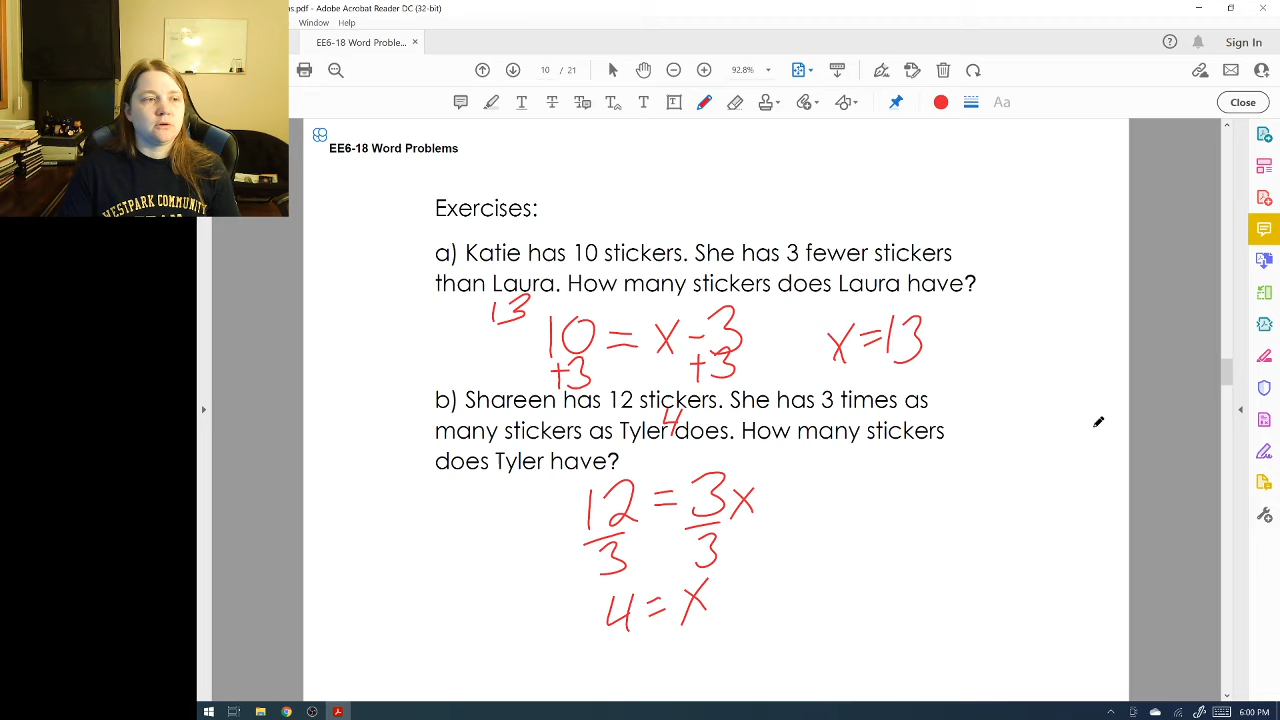 s.pdf - Adobe Acrobat Reader DC (32-bit)
Window Help
EE6-18 Word Proble... ×
Sign In
10 / 21
92.8%
Aa
Close
EE6-18 Word Problems
WESTPARK COMMUNITY
Exercises:
a) Katie has 10 stickers. She has 3 fewer stickers
than Laura. How many stickers does Laura have?
13
10 = x - 3 x = 13
+3 +3
b) Shareen has 12 stickers. She has 3 times as
4
many stickers as Tyler does. How many stickers
does Tyler have?
12 = 3x
3 3
4 = x
6:00 PM